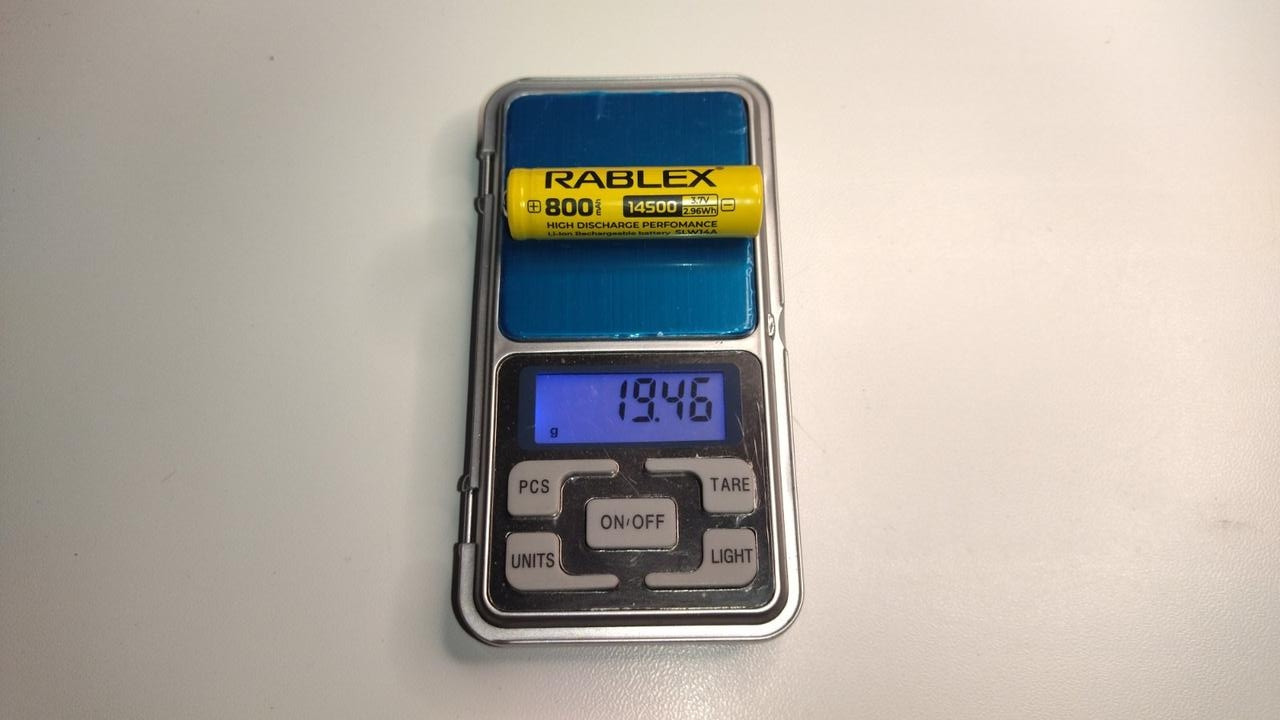 RABLEX®
800 mAh 14500 3.7V 2.96Wh
HIGH DISCHARGE PERFOMANCE
Li-Ion Rechargeable battery SLW14A
19.46
g
PCS
TARE
ON/OFF
UNITS
LIGHT